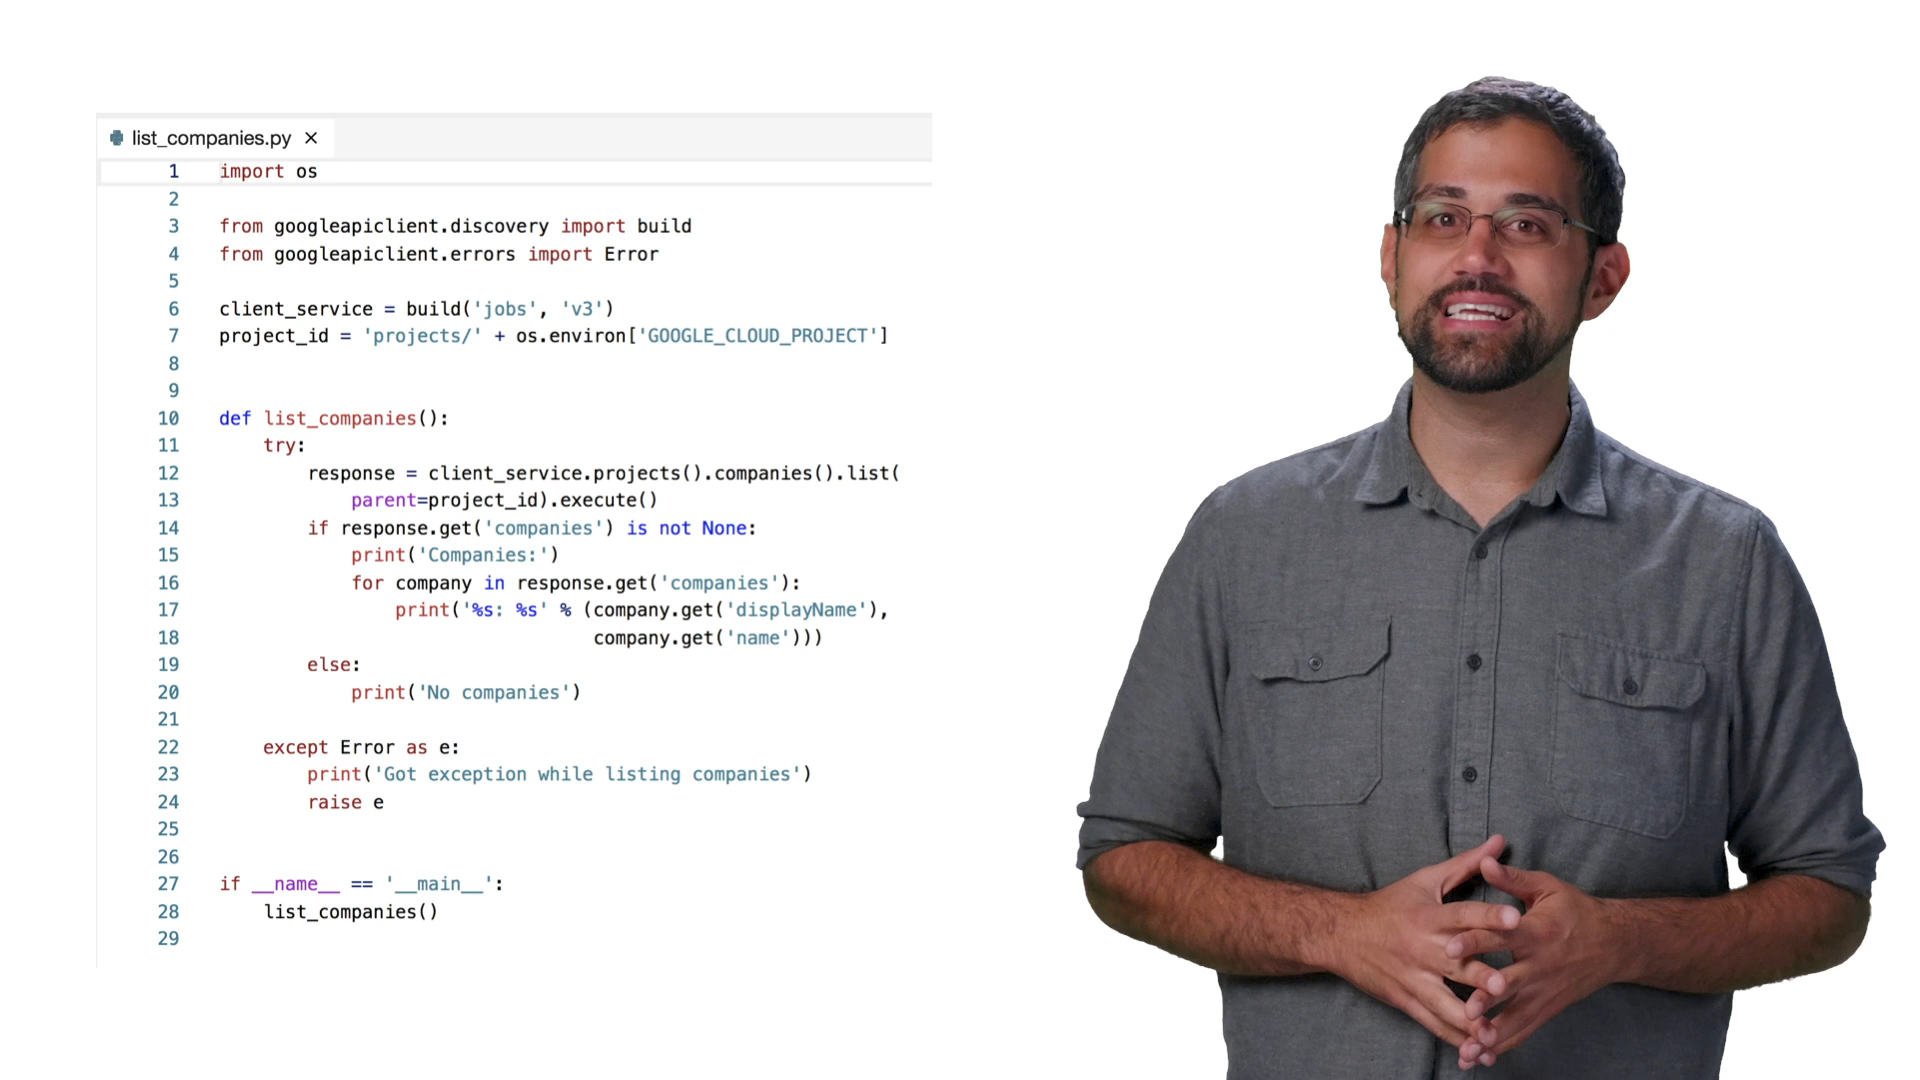 list_companies.py ×
1 import os
2
3 from googleapiclient.discovery import build
4 from googleapiclient.errors import Error
5
6 client_service = build('jobs', 'v3')
7 project_id = 'projects/' + os.environ['GOOGLE_CLOUD_PROJECT']
8
9
10 def list_companies():
11     try:
12         response = client_service.projects().companies().list(
13             parent=project_id).execute()
14         if response.get('companies') is not None:
15             print('Companies:')
16             for company in response.get('companies'):
17                 print('%s: %s' % (company.get('displayName'),
18                                   company.get('name')))
19         else:
20             print('No companies')
21
22     except Error as e:
23         print('Got exception while listing companies')
24         raise e
25
26
27 if __name__ == '__main__':
28     list_companies()
29